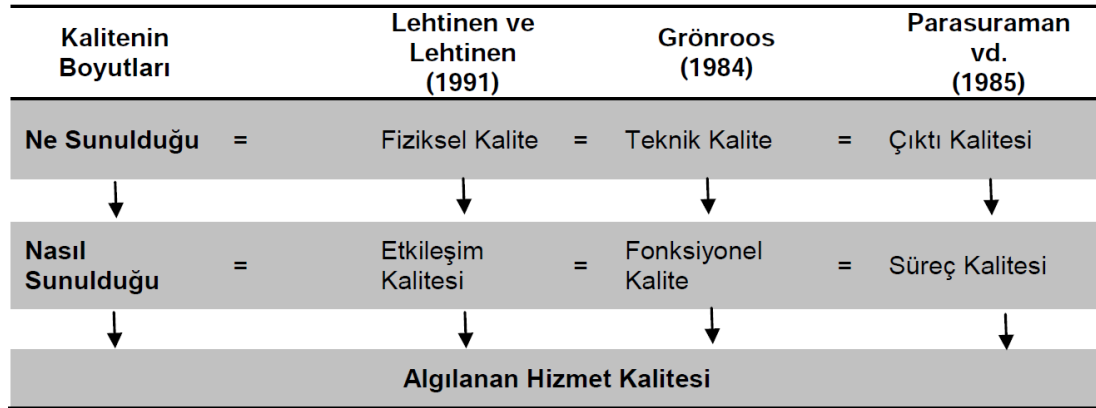 Kalitenin Boyutları
Lehtinen ve Lehtinen (1991)
Grönroos (1984)
Parasuraman vd. (1985)
Ne Sunulduğu = Fiziksel Kalite = Teknik Kalite = Çıktı Kalitesi
Nasıl Sunulduğu = Etkileşim Kalitesi = Fonksiyonel Kalite = Süreç Kalitesi
Algılanan Hizmet Kalitesi